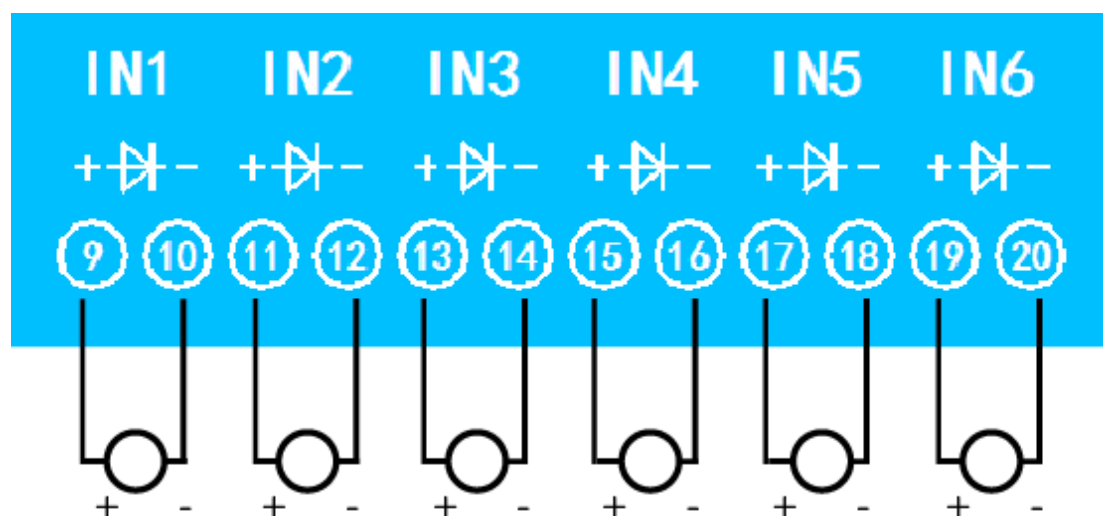 IN1 IN2 IN3 IN4 IN5 IN6
+ - + - + - + - + - + -
9 10 11 12 13 14 15 16 17 18 19 20
+ - + - + - + - + - + -